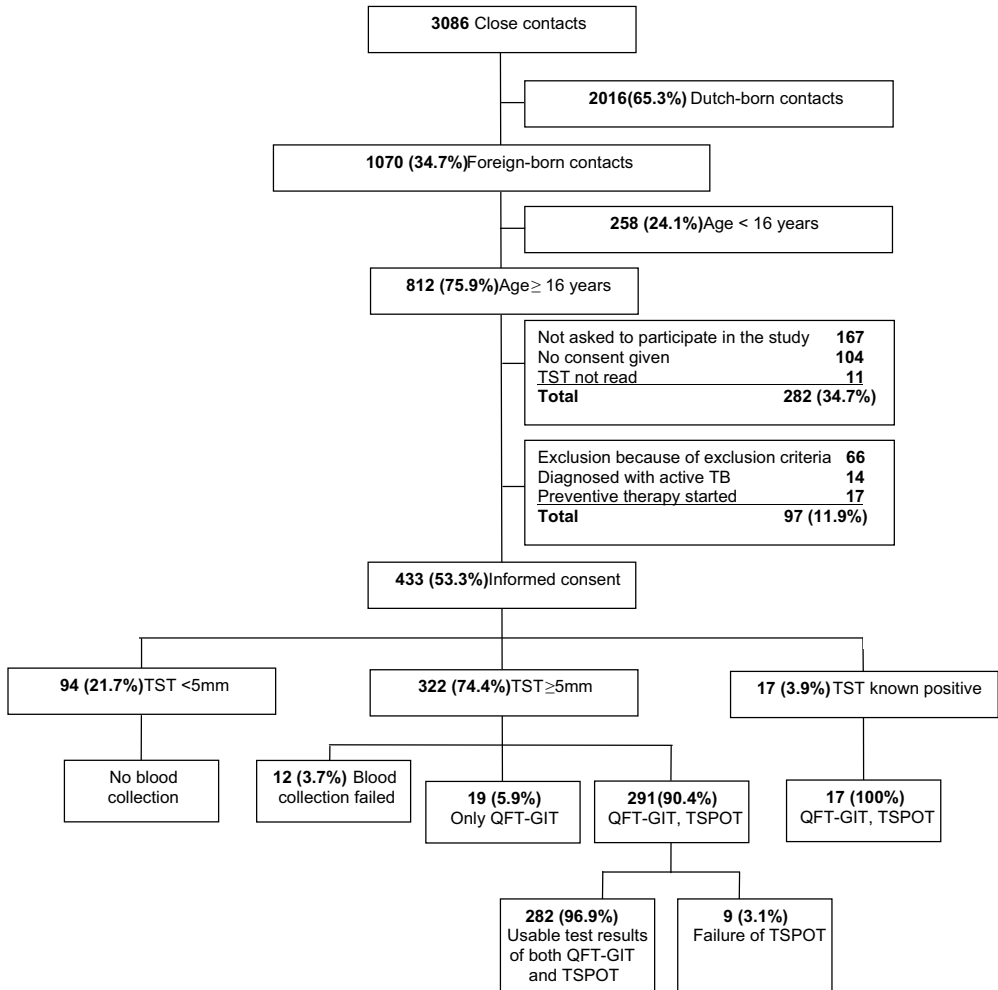 3086 Close contacts
2016(65.3%) Dutch-born contacts
1070 (34.7%)Foreign-born contacts
258 (24.1%)Age < 16 years
812 (75.9%)Age≥ 16 years
Not asked to participate in the study 167
No consent given 104
TST not read 11
Total 282 (34.7%)
Exclusion because of exclusion criteria 66
Diagnosed with active TB 14
Preventive therapy started 17
Total 97 (11.9%)
433 (53.3%)Informed consent
94 (21.7%)TST <5mm
322 (74.4%)TST≥5mm
17 (3.9%)TST known positive
No blood
collection
12 (3.7%) Blood
collection failed
19 (5.9%)
Only QFT-GIT
291(90.4%)
QFT-GIT, TSPOT
17 (100%)
QFT-GIT, TSPOT
282 (96.9%)
Usable test results
of both QFT-GIT
and TSPOT
9 (3.1%)
Failure of TSPOT